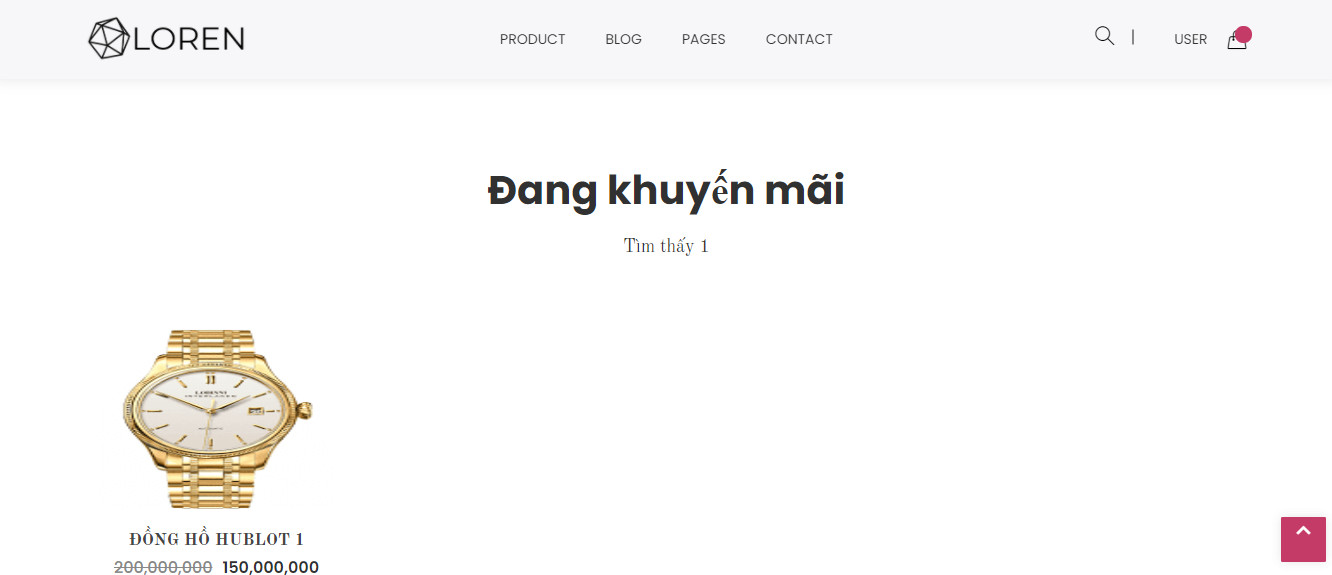 LOREN
PRODUCT BLOG PAGES CONTACT
USER
Đang khuyến mãi
Tìm thấy 1
ĐỒNG HỒ HUBLOT 1
200,000,000 150,000,000